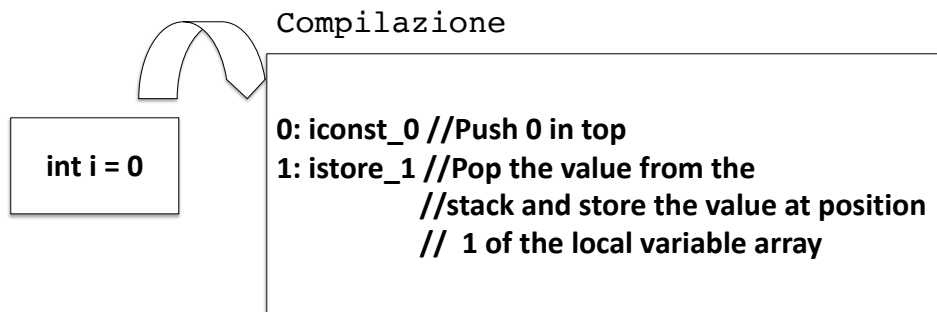 Compilazione
int i = 0
0: iconst_0 //Push 0 in top
1: istore_1 //Pop the value from the
//stack and store the value at position
// 1 of the local variable array